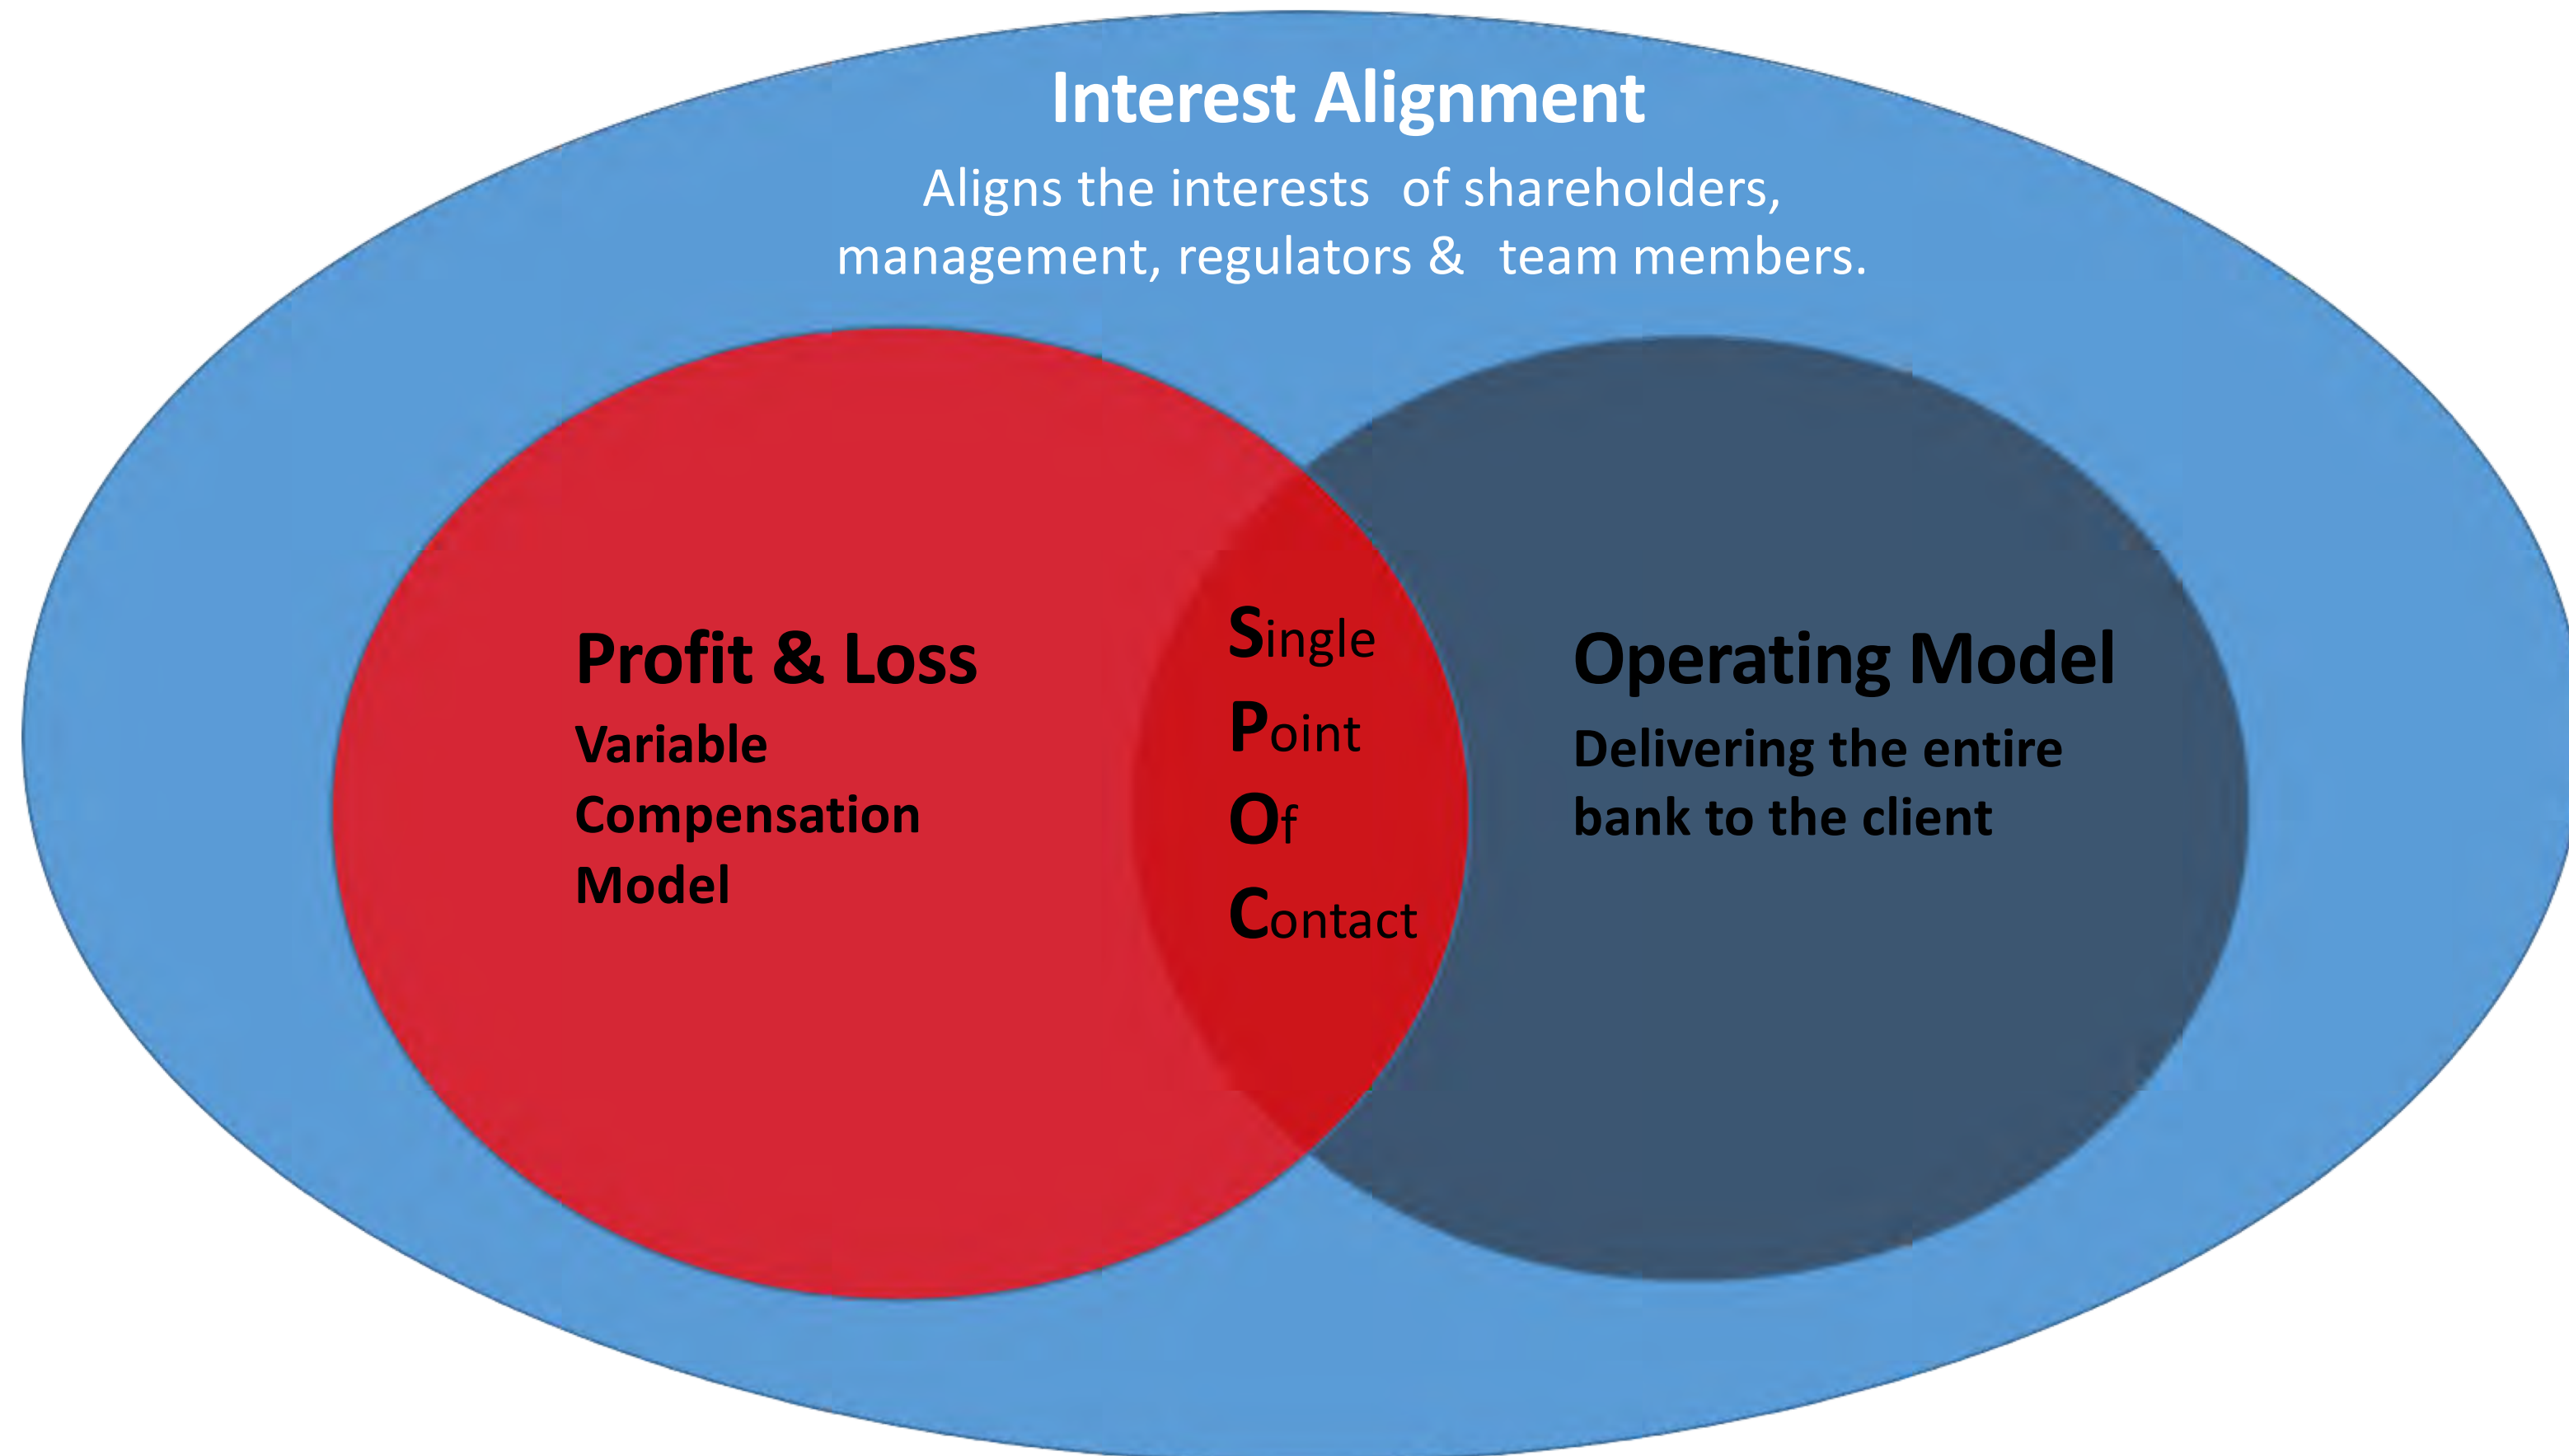 Interest Alignment
Aligns the interests of shareholders,
management, regulators & team members.
Profit & Loss
Variable
Compensation
Model
Single
Point
Of
Contact
Operating Model
Delivering the entire
bank to the client